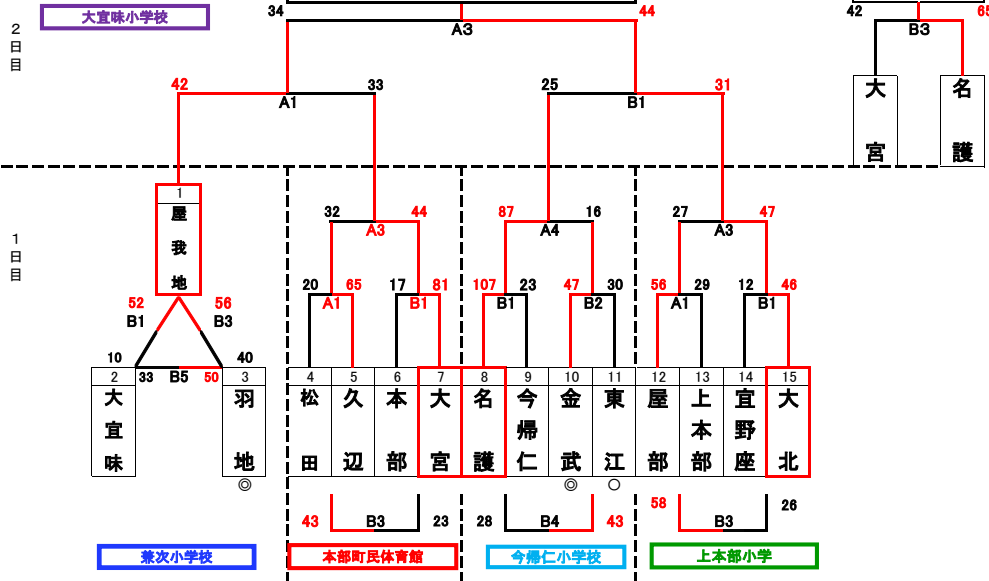 大宜味小学校
34
44
A3
42
65
B3
2日目
42
33
A1
25
31
B1
大宮
名護
1
屋我地
1日目
32
44
A3
87
16
A4
27
47
A3
52
B1
56
B3
20
65
A1
17
81
B1
107
23
B1
47
30
B2
56
29
A1
12
46
B1
10
40
33
B5
50
2
大宜味
3
羽地
◎
4
松田
5
久辺
6
本部
7
大宮
8
名護
9
今帰仁
10
金武
◎
11
東江
○
12
屋部
13
上本部
14
宜野座
15
大北
43
B3
23
28
B4
43
58
B3
26
兼次小学校
本部町民体育館
今帰仁小学校
上本部小学